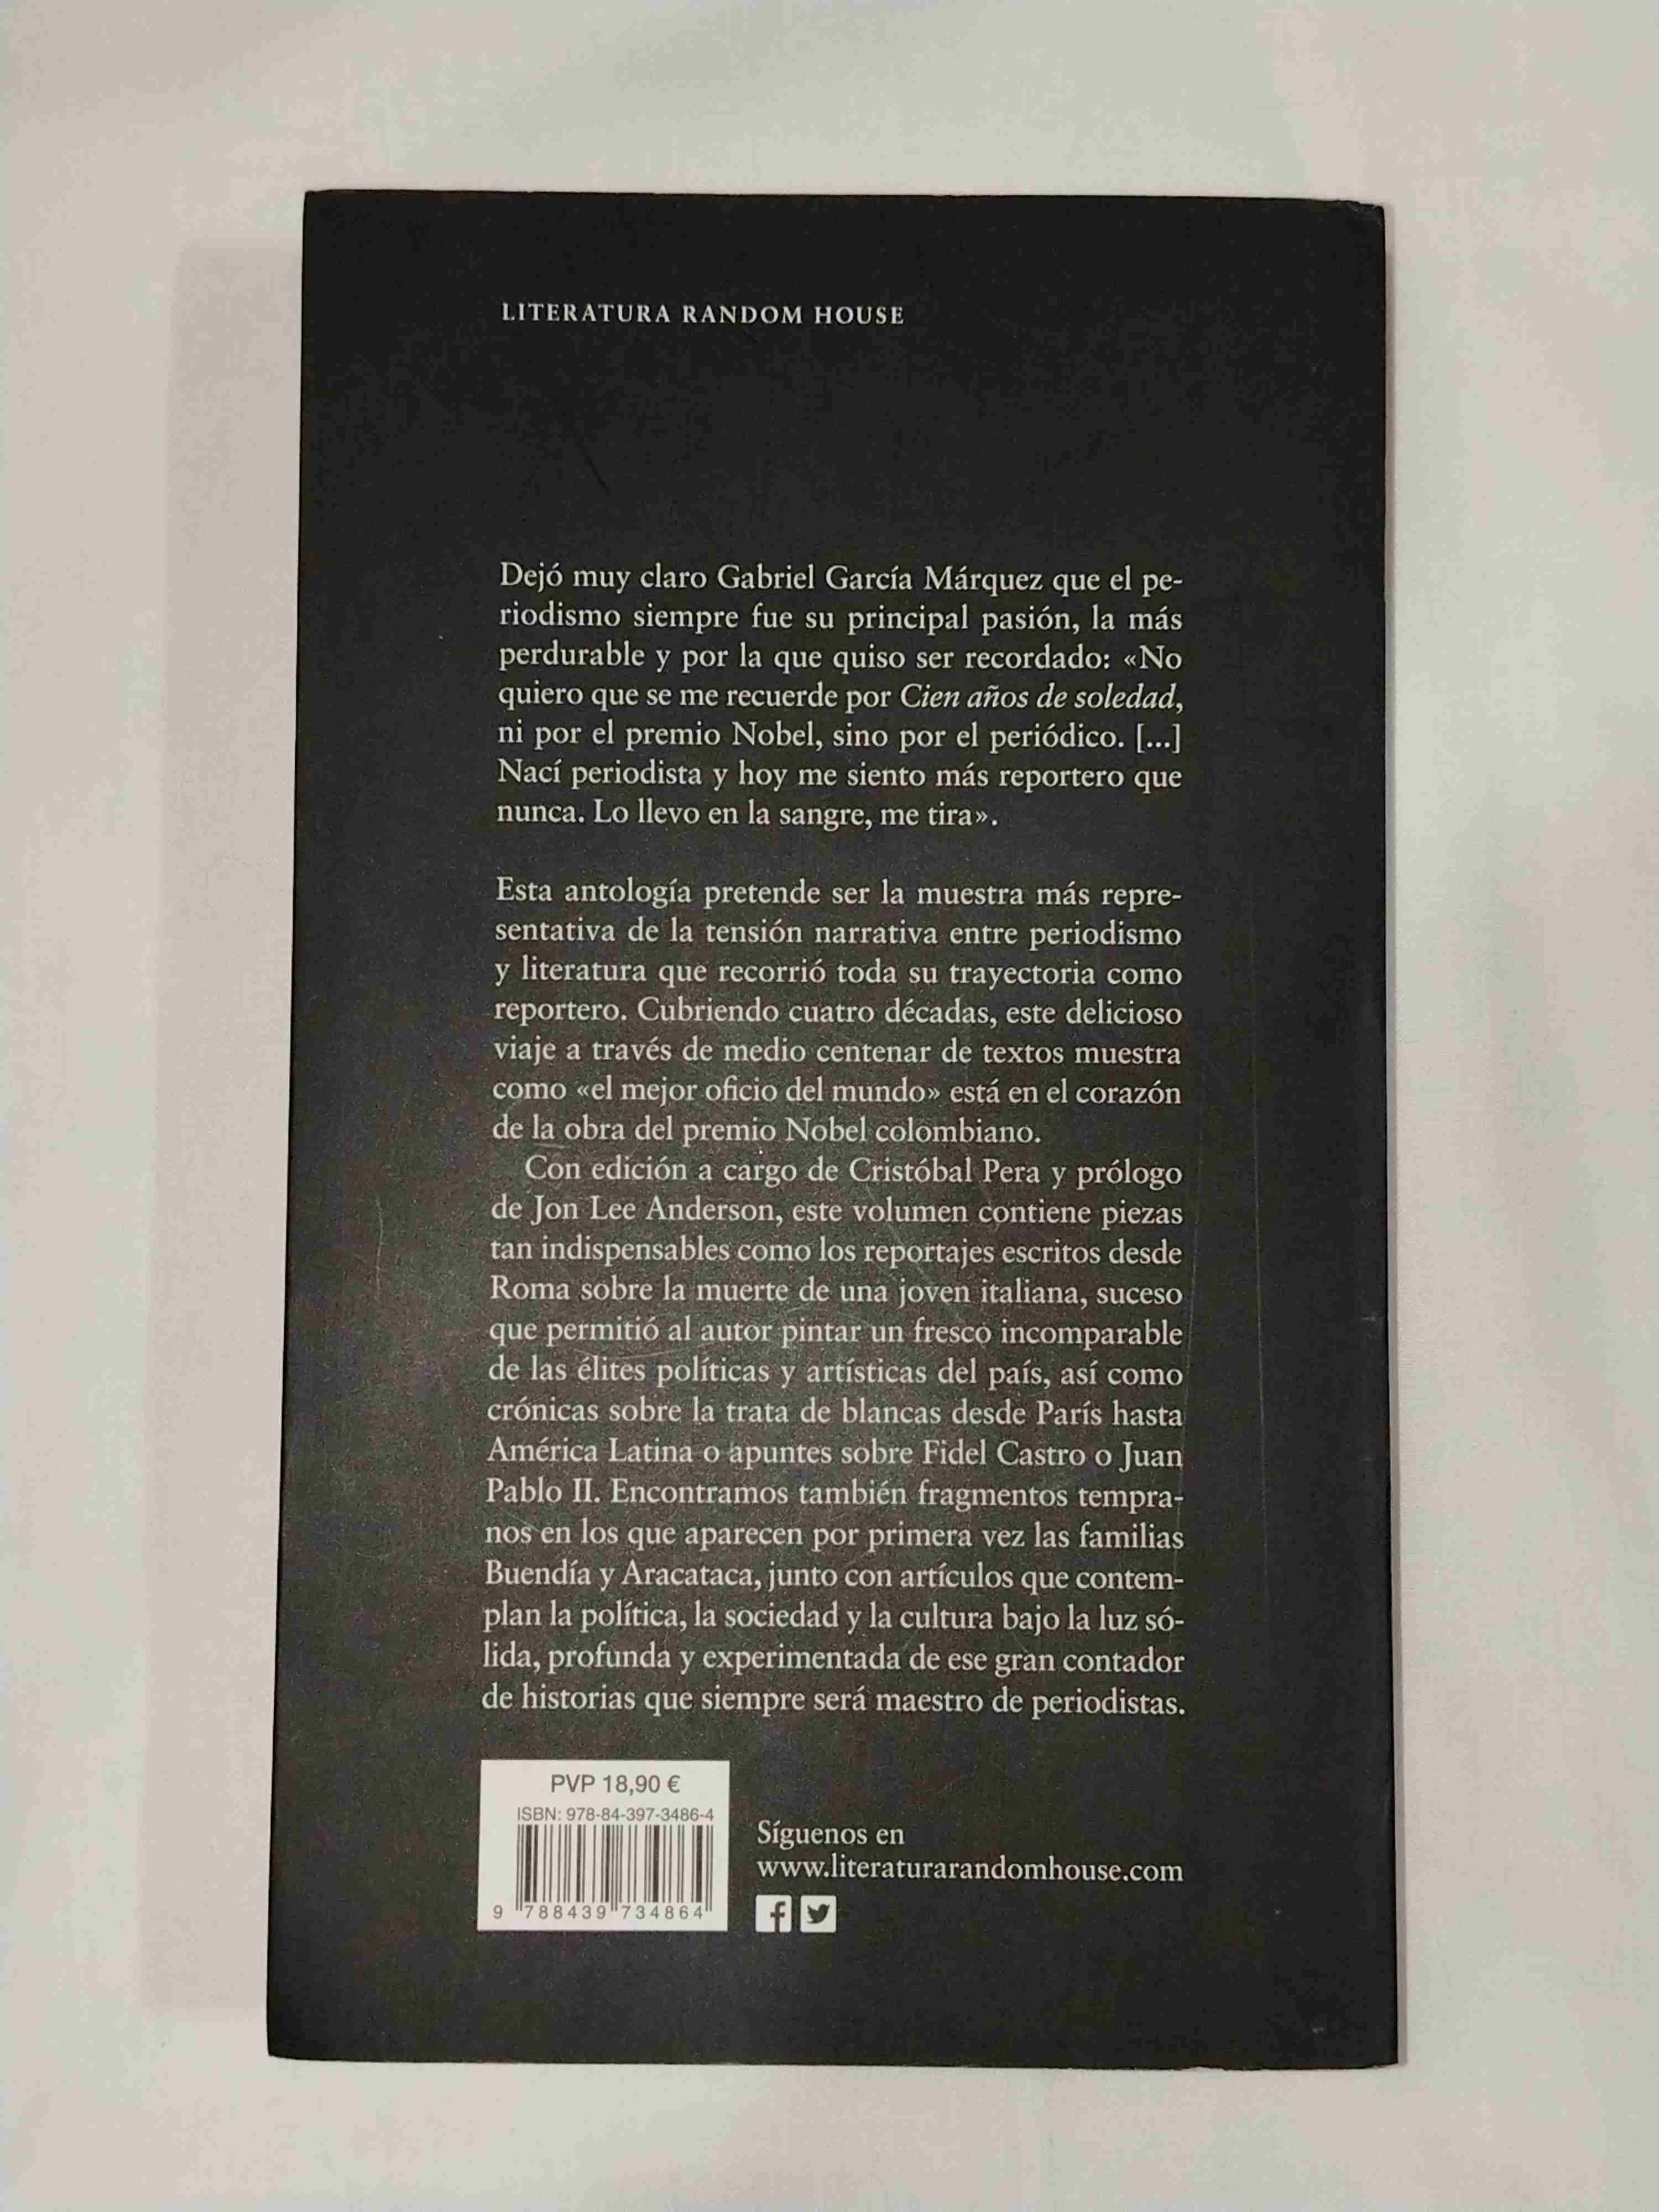 LITERATURA RANDOM HOUSE
Dejó muy claro Gabriel García Márquez que el pe-
riodismo siempre fue su principal pasión, la más
perdurable y por la que quiso ser recordado: «No
quiero que se me recuerde por Cien años de soledad,
ni por el premio Nobel, sino por el periódico. [...]
Nací periodista y hoy me siento más reportero que
nunca. Lo llevo en la sangre, me tira».
Esta antología pretende ser la muestra más repre-
sentativa de la tensión narrativa entre periodismo
y literatura que recorrió toda su trayectoria como
reportero. Cubriendo cuatro décadas, este delicioso
viaje a través de medio centenar de textos muestra
como «el mejor oficio del mundo» está en el corazón
de la obra del premio Nobel colombiano.
Con edición a cargo de Cristóbal Pera y prólogo
de Jon Lee Anderson, este volumen contiene piezas
tan indispensables como los reportajes escritos desde
Roma sobre la muerte de una joven italiana, suceso
que permitió al autor pintar un fresco incomparable
de las élites políticas y artísticas del país, así como
crónicas sobre la trata de blancas desde París hasta
América Latina o apuntes sobre Fidel Castro o Juan
Pablo II. Encontramos también fragmentos tempra-
nos en los que aparecen por primera vez las familias
Buendía y Aracataca, junto con artículos que contem-
plan la política, la sociedad y la cultura bajo la luz só-
lida, profunda y experimentada de ese gran contador
de historias que siempre será maestro de periodistas.
PVP 18,90 €
ISBN: 978-84-397-3486-4
9 788439 734864
Síguenos en
www.literaturarandomhouse.com